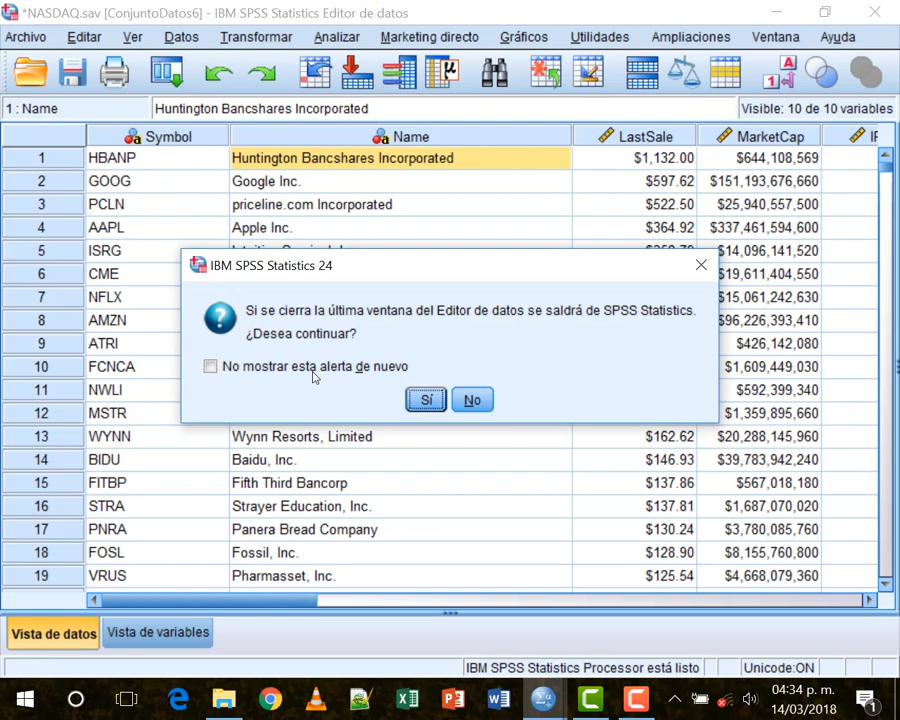 *NASDAQ.sav [ConjuntoDatos6] - IBM SPSS Statistics Editor de datos
Archivo Editar Ver Datos Transformar Analizar Marketing directo Gráficos Utilidades Ampliaciones Ventana Ayuda
1 : Name Huntington Bancshares Incorporated Visible: 10 de 10 variables
Symbol Name LastSale MarketCap
1 HBANP Huntington Bancshares Incorporated $1,132.00 $644,108,569
2 GOOG Google Inc. $597.62 $151,193,676,660
3 PCLN priceline.com Incorporated $522.50 $25,940,557,500
4 AAPL Apple Inc. $364.92 $337,461,594,600
5 ISRG $14,096,141,520
6 CME $19,611,404,550
7 NFLX $15,061,242,630
8 AMZN $96,226,393,410
9 ATRI $426,142,080
10 FCNCA $1,609,449,030
11 NWLI $592,399,340
12 MSTR $1,359,895,660
IBM SPSS Statistics 24
Si se cierra la última ventana del Editor de datos se saldrá de SPSS Statistics.
¿Desea continuar?
No mostrar esta alerta de nuevo
Sí No
13 WYNN Wynn Resorts, Limited $162.62 $20,288,145,960
14 BIDU Baidu, Inc. $146.93 $39,783,942,240
15 FITBP Fifth Third Bancorp $137.86 $567,018,180
16 STRA Strayer Education, Inc. $137.81 $1,687,070,020
17 PNRA Panera Bread Company $130.24 $3,780,085,760
18 FOSL Fossil, Inc. $128.90 $8,155,760,800
19 VRUS Pharmasset, Inc. $125.54 $4,668,079,360
Vista de datos Vista de variables
IBM SPSS Statistics Processor está listo Unicode:ON
04:34 p. m.
14/03/2018
1